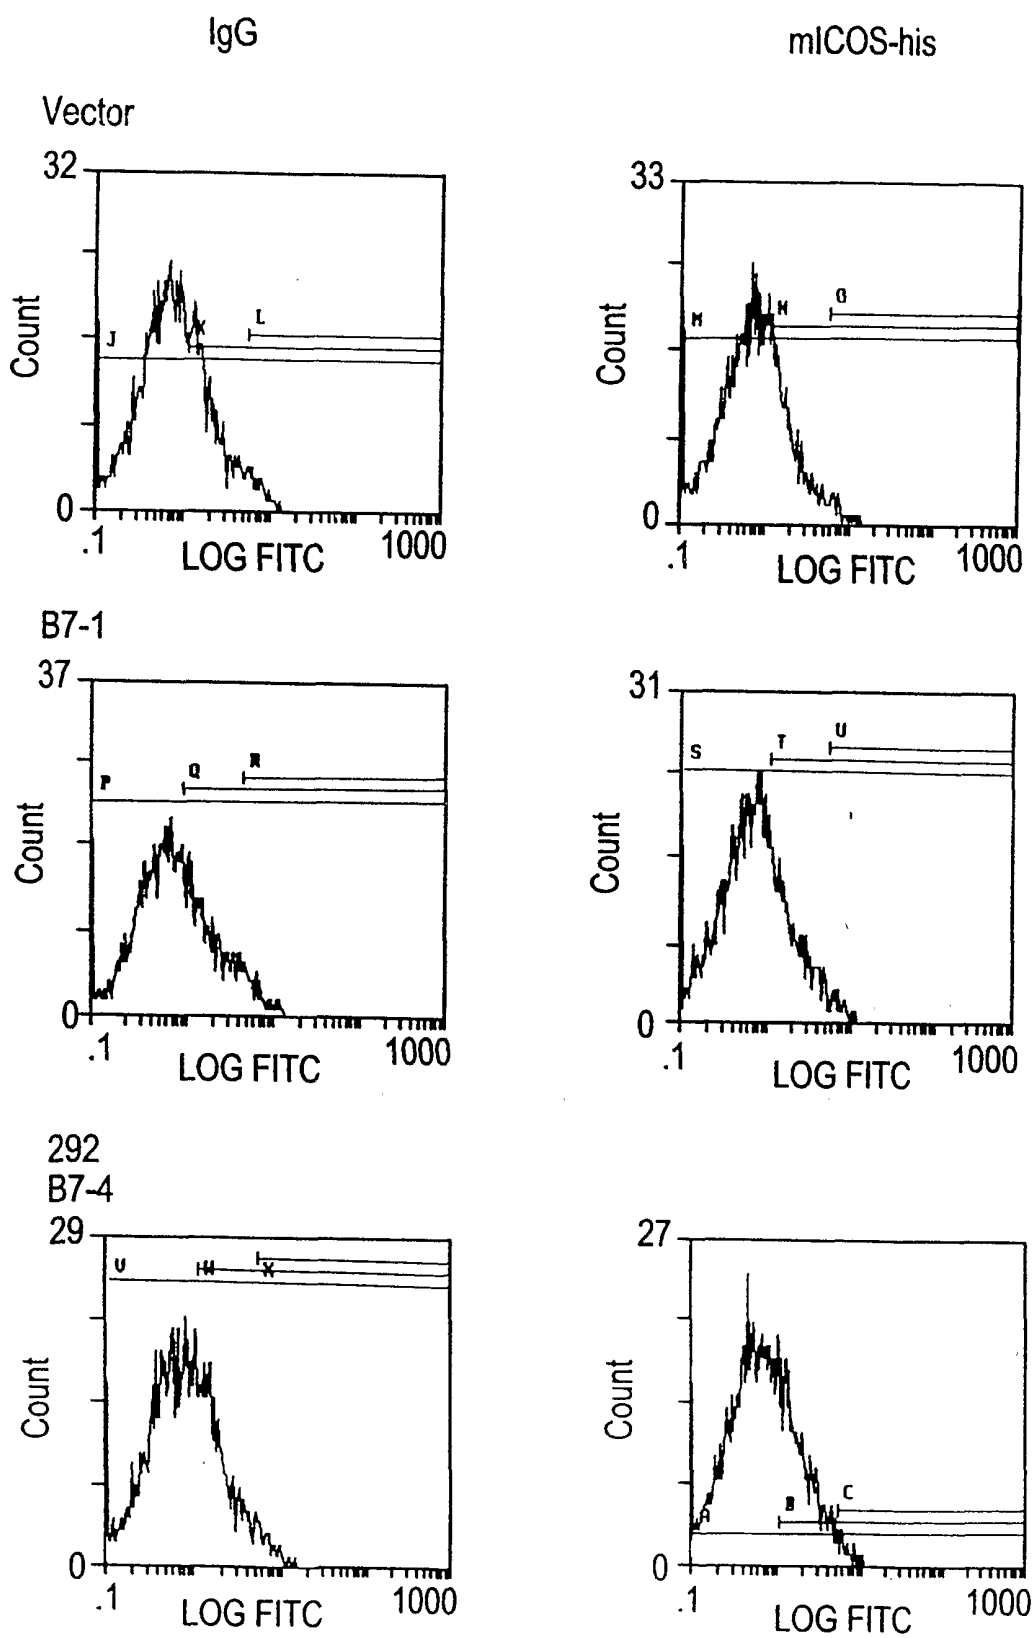 IgG
mICOS-his
Vector
32
Count
J
K
L
0
.1
1000
LOG FITC
33
Count
M
N
O
0
.1
1000
LOG FITC
B7-1
37
Count
P
Q
R
0
.1
1000
LOG FITC
31
Count
S
T
U
0
.1
1000
LOG FITC
292
B7-4
29
Count
V
W
X
0
.1
1000
LOG FITC
27
Count
A
B
C
0
.1
1000
LOG FITC